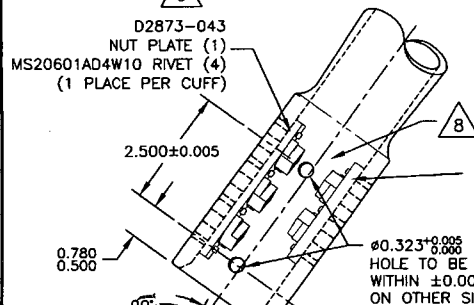 D2873-043
NUT PLATE (1)
MS20601AD4W10 RIVET (4)
(1 PLACE PER CUFF)
8
2.500±0.005
0.780
0.500
ø0.323 +0.005
0.000
HOLE TO BE
WITHIN ±0.00
ON OTHER SI